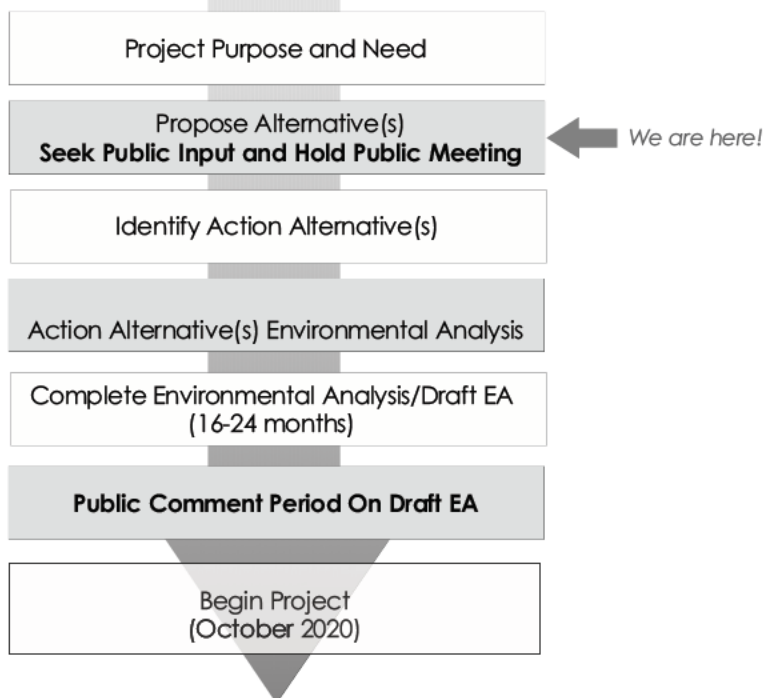 Project Purpose and Need
Propose Alternative(s)
Seek Public Input and Hold Public Meeting
We are here!
Identify Action Alternative(s)
Action Alternative(s) Environmental Analysis
Complete Environmental Analysis/Draft EA
(16-24 months)
Public Comment Period On Draft EA
Begin Project
(October 2020)